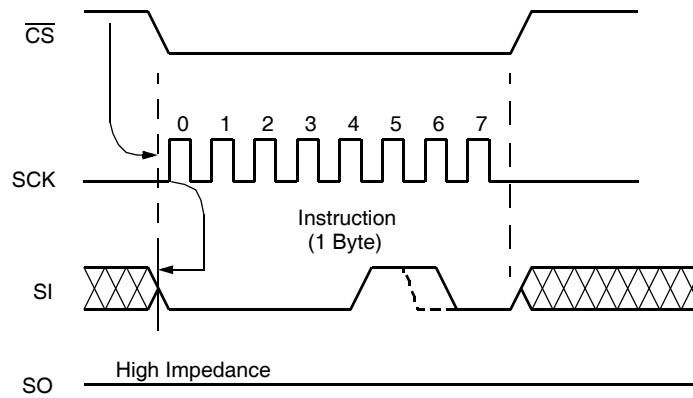 CS
0 1 2 3 4 5 6 7
SCK
Instruction
(1 Byte)
SI
High Impedance
SO